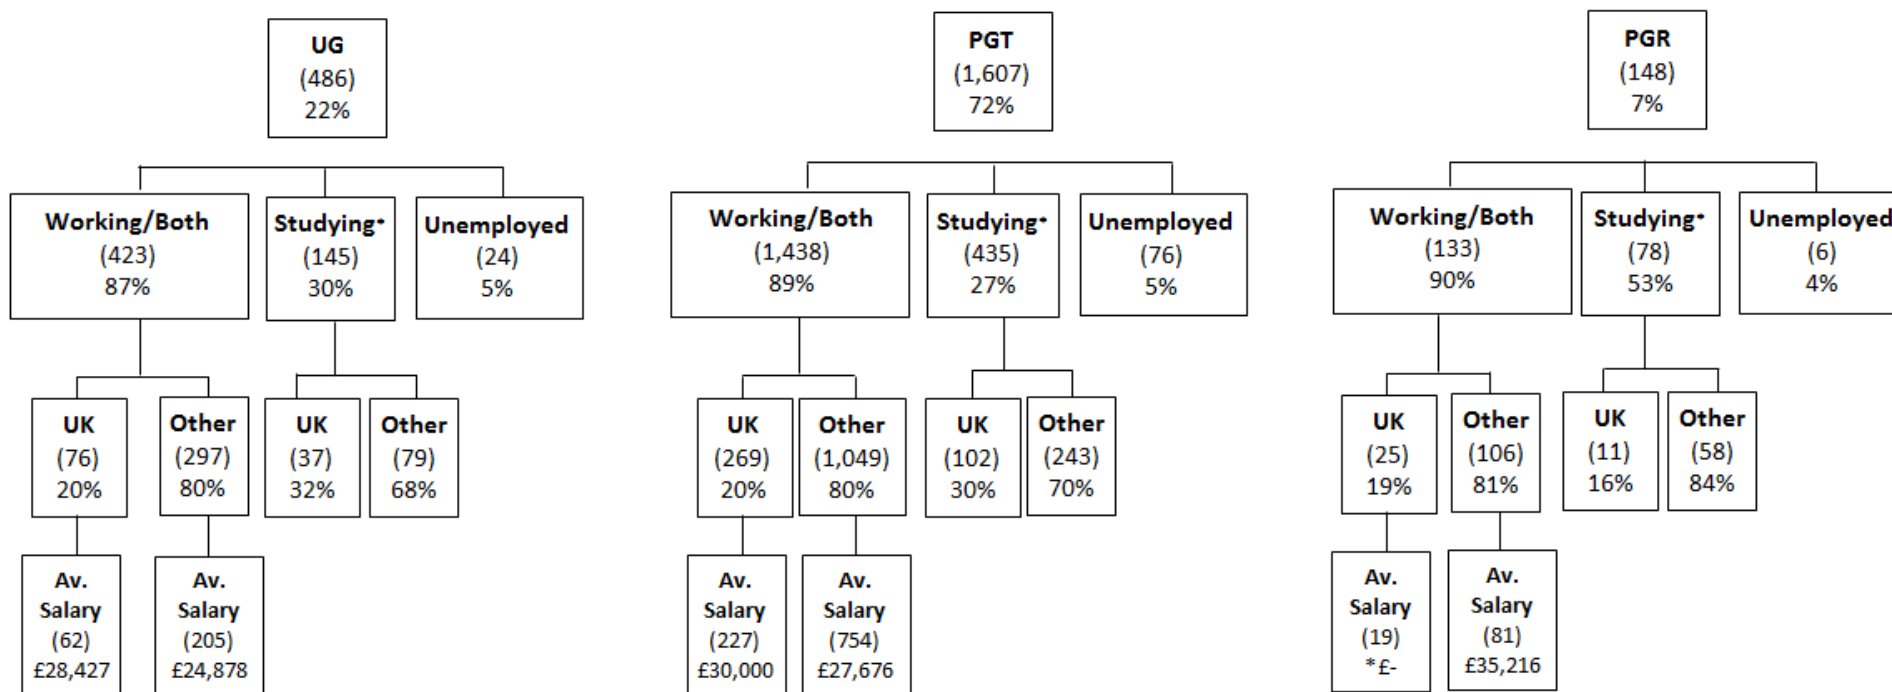 UG
(486)
22%
Working/Both
(423)
87%
Studying*
(145)
30%
Unemployed
(24)
5%
UK
(76)
20%
Other
(297)
80%
UK
(37)
32%
Other
(79)
68%
Av.
Salary
(62)
£28,427
Av.
Salary
(205)
£24,878
PGT
(1,607)
72%
Working/Both
(1,438)
89%
Studying*
(435)
27%
Unemployed
(76)
5%
UK
(269)
20%
Other
(1,049)
80%
UK
(102)
30%
Other
(243)
70%
Av.
Salary
(227)
£30,000
Av.
Salary
(754)
£27,676
PGR
(148)
7%
Working/Both
(133)
90%
Studying*
(78)
53%
Unemployed
(6)
4%
UK
(25)
19%
Other
(106)
81%
UK
(11)
16%
Other
(58)
84%
Av.
Salary
(19)
*£-
Av.
Salary
(81)
£35,216